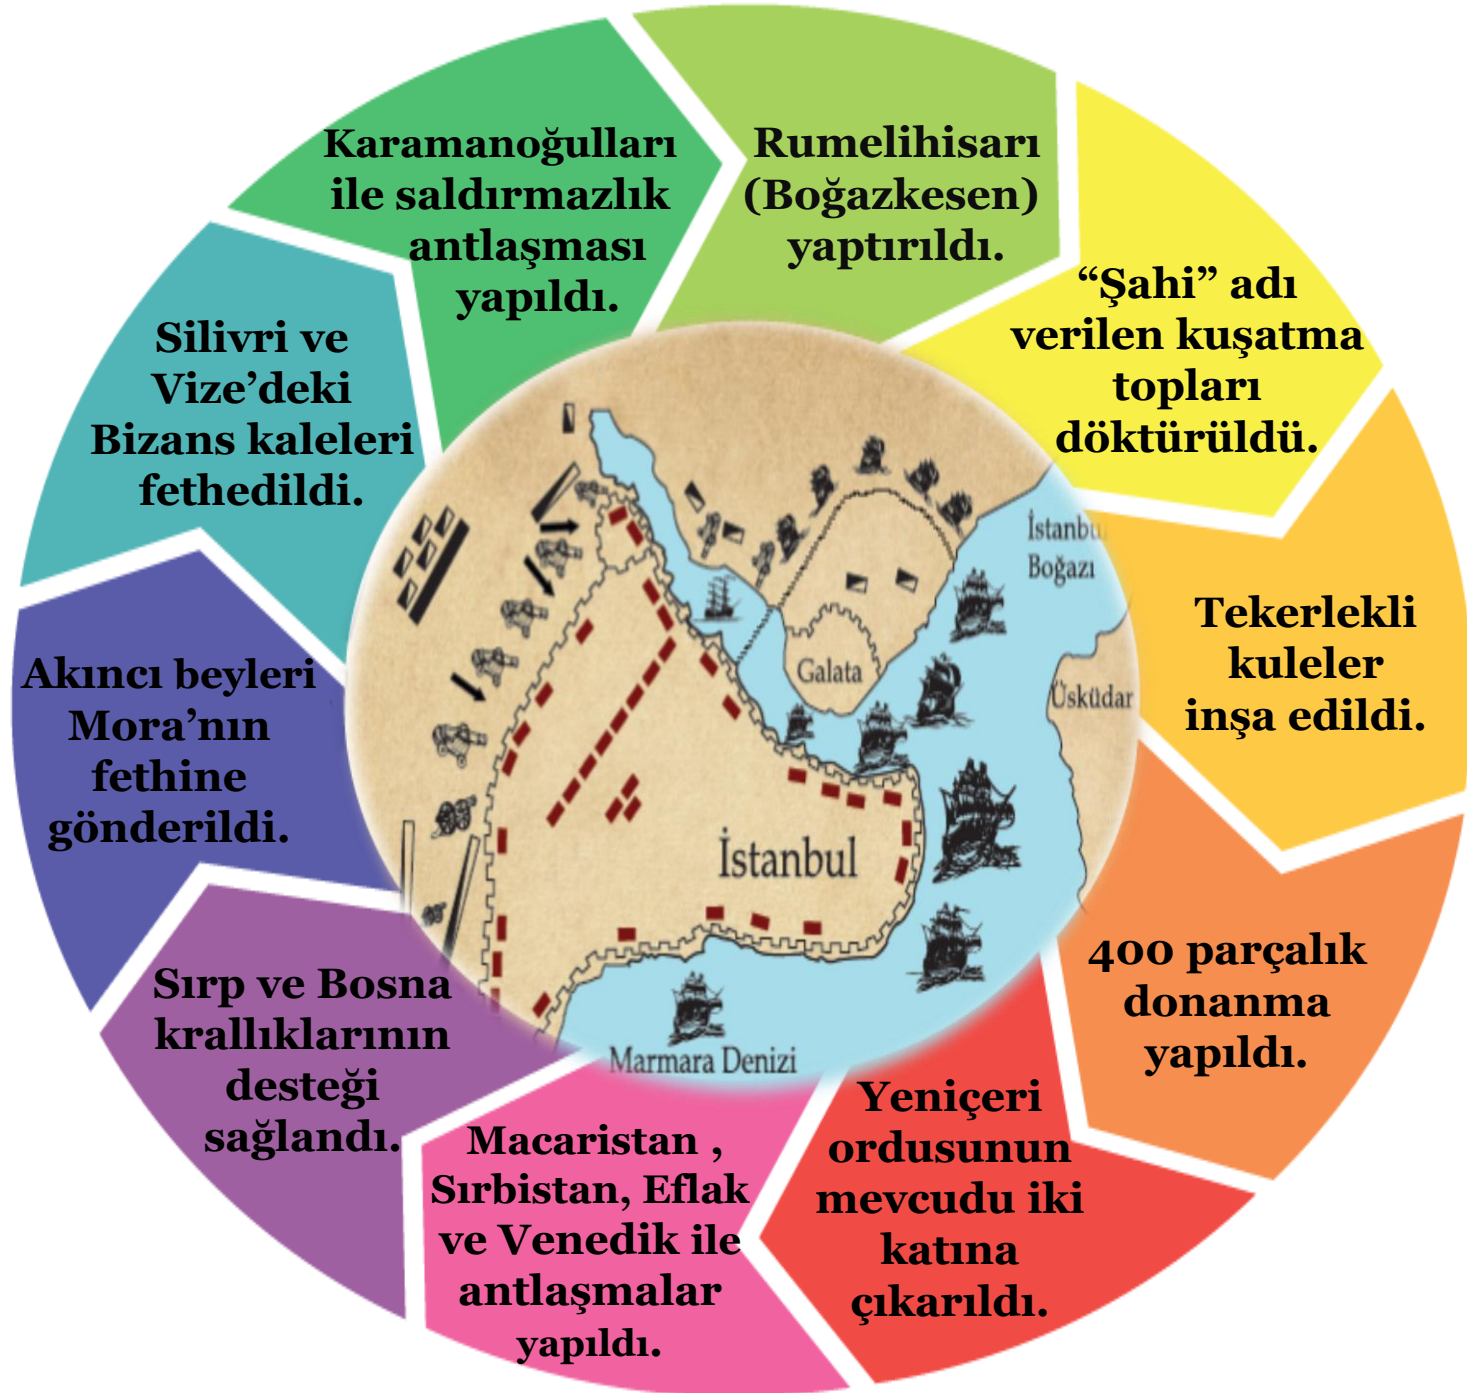 Rumelihisarı
(Boğazkesen)
yaptırıldı.
“Şahi” adı
verilen kuşatma
topları
döktürüldü.
Tekerlekli
kuleler
inşa edildi.
400 parçalık
donanma
yapıldı.
Yeniçeri
ordusunun
mevcudu iki
katına
çıkarıldı.
Macaristan ,
Sırbistan, Eflak
ve Venedik ile
antlaşmalar
yapıldı.
Sırp ve Bosna
krallıklarının
desteği
sağlandı.
Akıncı beyleri
Mora’nın
fethine
gönderildi.
Silivri ve
Vize’deki
Bizans kaleleri
fethedildi.
Karamanoğulları
ile saldırmazlık
antlaşması
yapıldı.
İstanbu
Boğazı
Galata
Üsküdar
İstanbul
Marmara Denizi